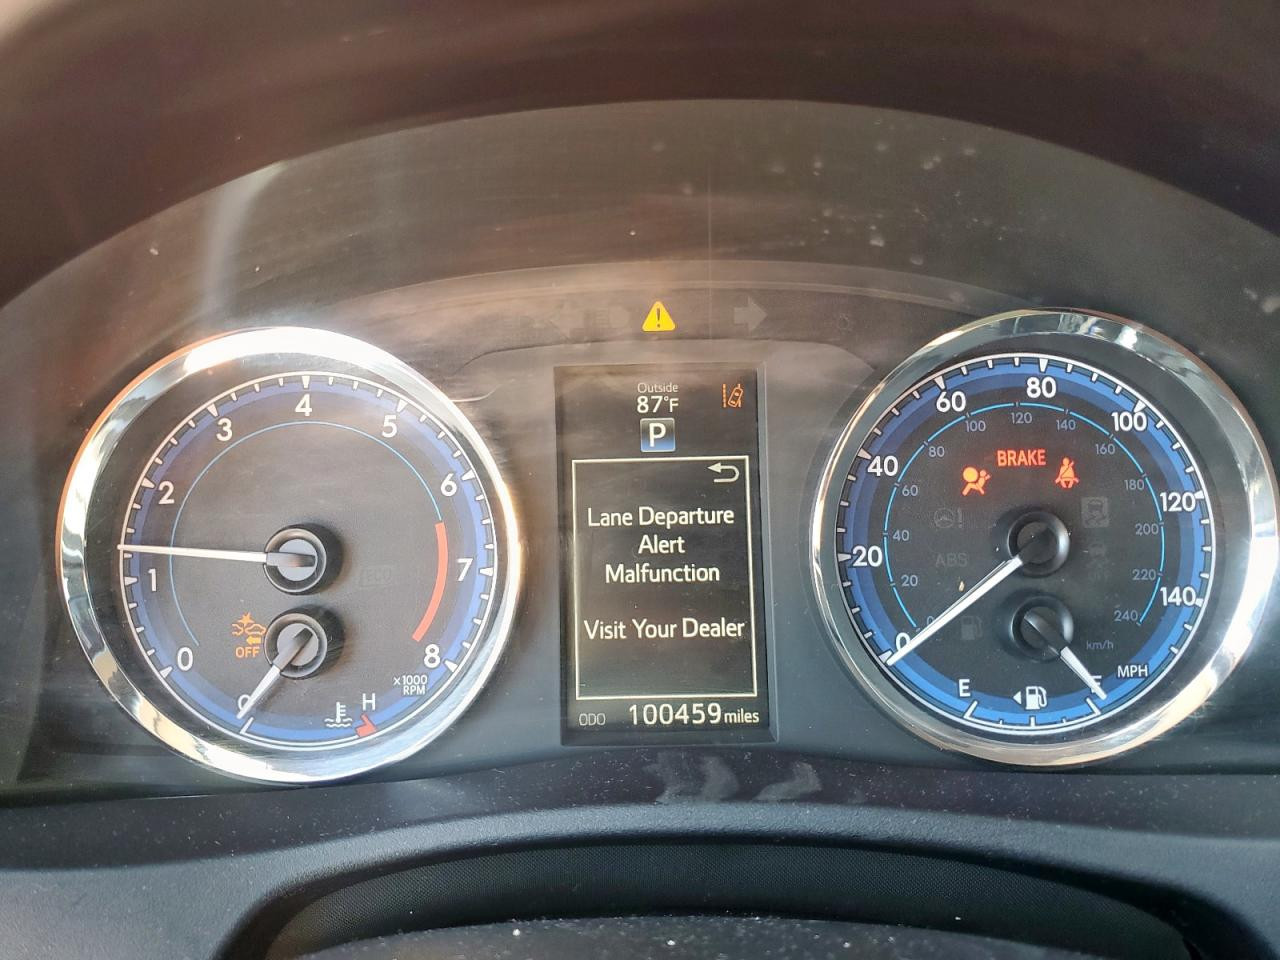 Outside
87°F
P
Lane Departure
Alert
Malfunction
Visit Your Dealer
ODO 100459 miles
0
1
2
3
4
5
6
7
8
x1000
RPM
ECO
OFF
H
0
20
40
60
80
100
120
140
MPH
0
20
40
60
80
100
120
140
160
180
200
220
240
km/h
BRAKE
ABS
E